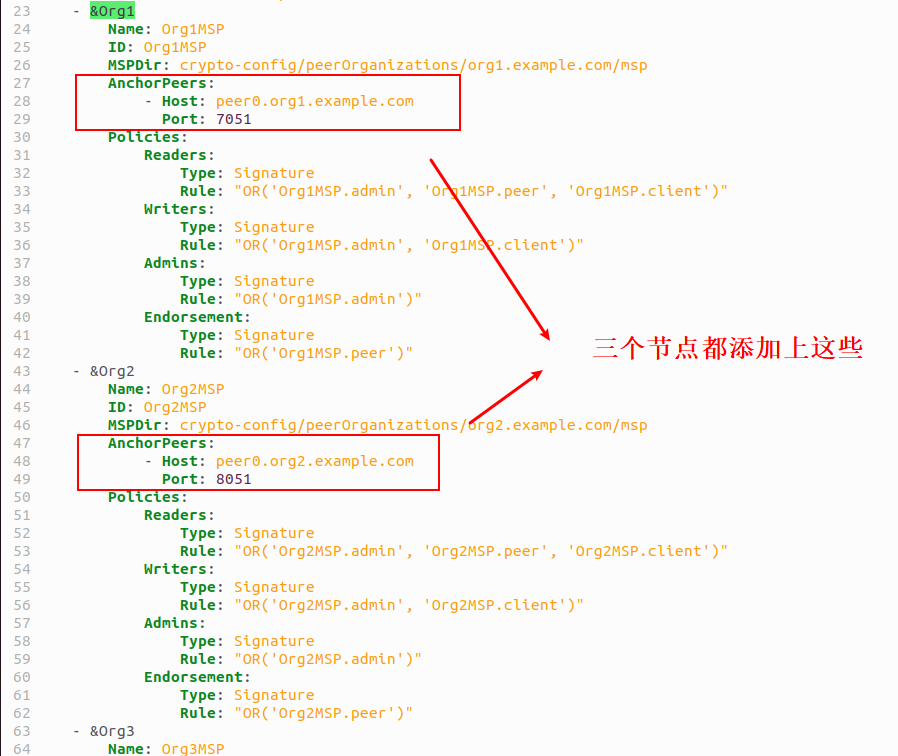 23 - &Org1
24 Name: Org1MSP
25 ID: Org1MSP
26 MSPDir: crypto-config/peerOrganizations/org1.example.com/msp
27 AnchorPeers:
28 - Host: peer0.org1.example.com
29 Port: 7051
30 Policies:
31 Readers:
32 Type: Signature
33 Rule: "OR('Org1MSP.admin', 'Org1MSP.peer', 'Org1MSP.client')"
34 Writers:
35 Type: Signature
36 Rule: "OR('Org1MSP.admin', 'Org1MSP.client')"
37 Admins:
38 Type: Signature
39 Rule: "OR('Org1MSP.admin')"
40 Endorsement:
41 Type: Signature
42 Rule: "OR('Org1MSP.peer')"
三个节点都添加上这些
43 - &Org2
44 Name: Org2MSP
45 ID: Org2MSP
46 MSPDir: crypto-config/peerOrganizations/org2.example.com/msp
47 AnchorPeers:
48 - Host: peer0.org2.example.com
49 Port: 8051
50 Policies:
51 Readers:
52 Type: Signature
53 Rule: "OR('Org2MSP.admin', 'Org2MSP.peer', 'Org2MSP.client')"
54 Writers:
55 Type: Signature
56 Rule: "OR('Org2MSP.admin', 'Org2MSP.client')"
57 Admins:
58 Type: Signature
59 Rule: "OR('Org2MSP.admin')"
60 Endorsement:
61 Type: Signature
62 Rule: "OR('Org2MSP.peer')"
63 - &Org3
64 Name: Org3MSP